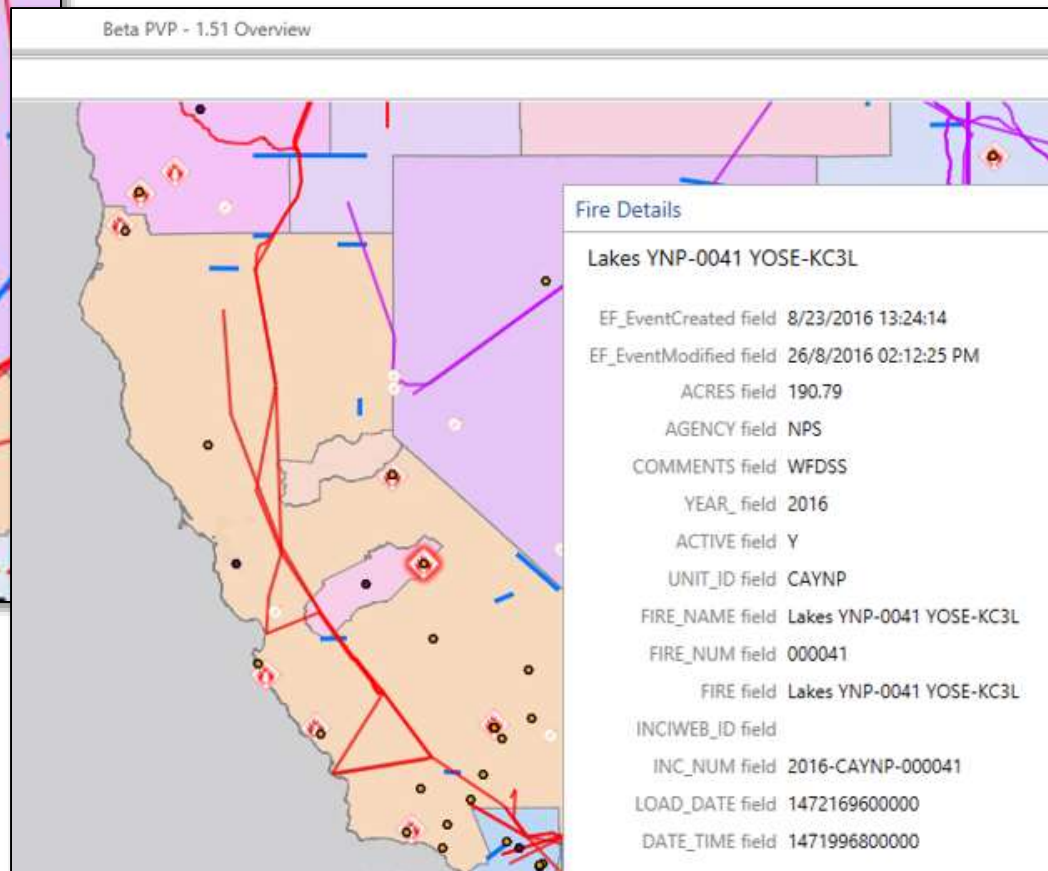 Beta PVP - 1.51 Overview
Fire Details
Lakes YNP-0041 YOSE-KC3L
EF_EventCreated field 8/23/2016 13:24:14
EF_EventModified field 26/8/2016 02:12:25 PM
ACRES field 190.79
AGENCY field NPS
COMMENTS field WFDSS
YEAR_ field 2016
ACTIVE field Y
UNIT_ID field CAYNP
FIRE_NAME field Lakes YNP-0041 YOSE-KC3L
FIRE_NUM field 000041
FIRE field Lakes YNP-0041 YOSE-KC3L
INCIWEB_ID field
INC_NUM field 2016-CAYNP-000041
LOAD_DATE field 1472169600000
DATE_TIME field 1471996800000